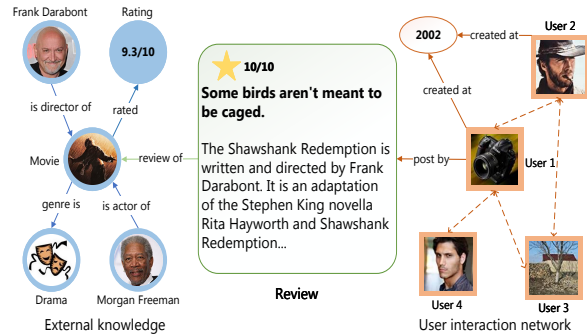 Frank Darabont
Rating
9.3/10
is director of
rated
Movie
review of
genre is
is actor of
Drama
Morgan Freeman
External knowledge
10/10
Some birds aren't meant to
be caged.
The Shawshank Redemption is
written and directed by Frank
Darabont. It is an adaptation
of the Stephen King novella
Rita Hayworth and Shawshank
Redemption...
Review
User 2
2002
created at
created at
post by
User 1
User 4
User 3
User interaction network